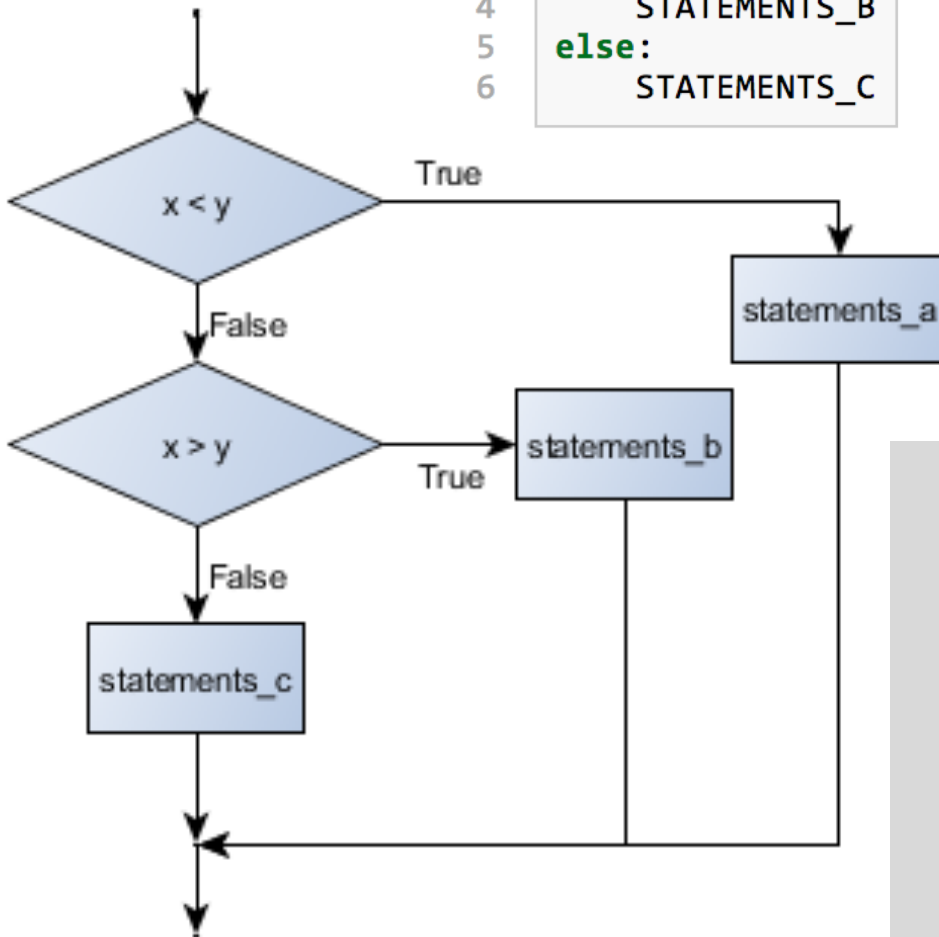 4 STATEMENTS_B
5 else:
6 STATEMENTS_C
True
x < y
statements_a
False
x > y
statements_b
True
False
statements_c